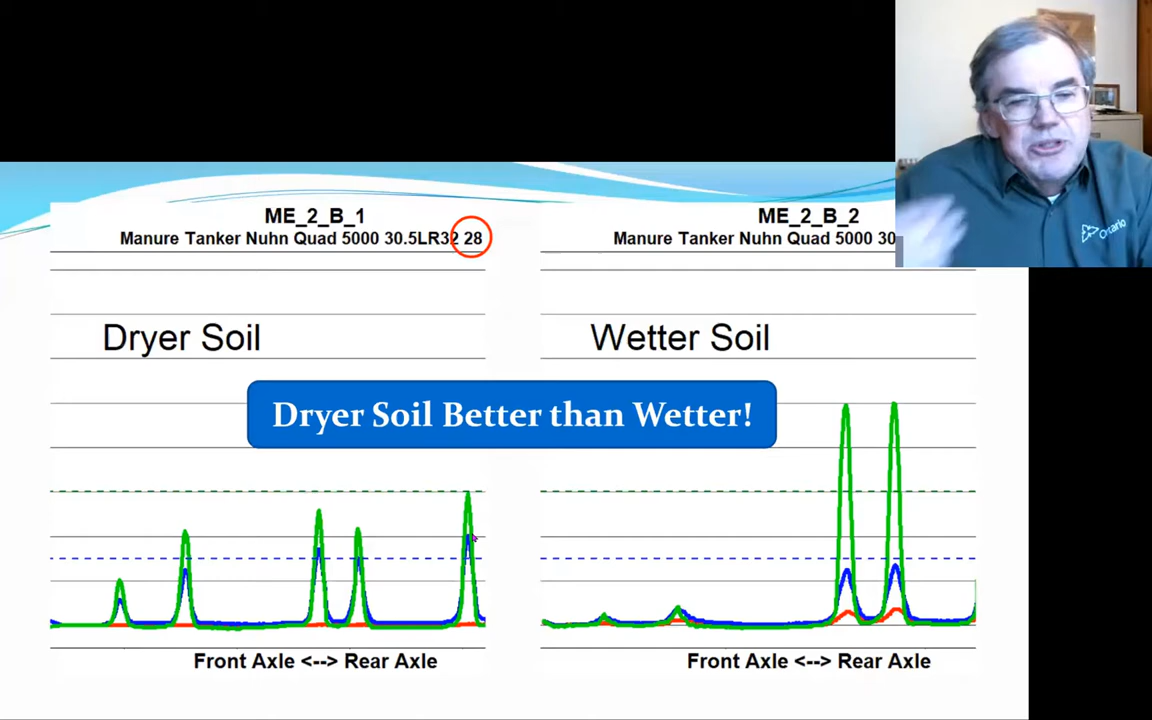 ME_2_B_1
Manure Tanker Nuhn Quad 5000 30.5LR32 28
Dryer Soil
Front Axle <--> Rear Axle
ME_2_B_2
Manure Tanker Nuhn Quad 5000 30
Wetter Soil
Front Axle <--> Rear Axle
Dryer Soil Better than Wetter!
Ontario